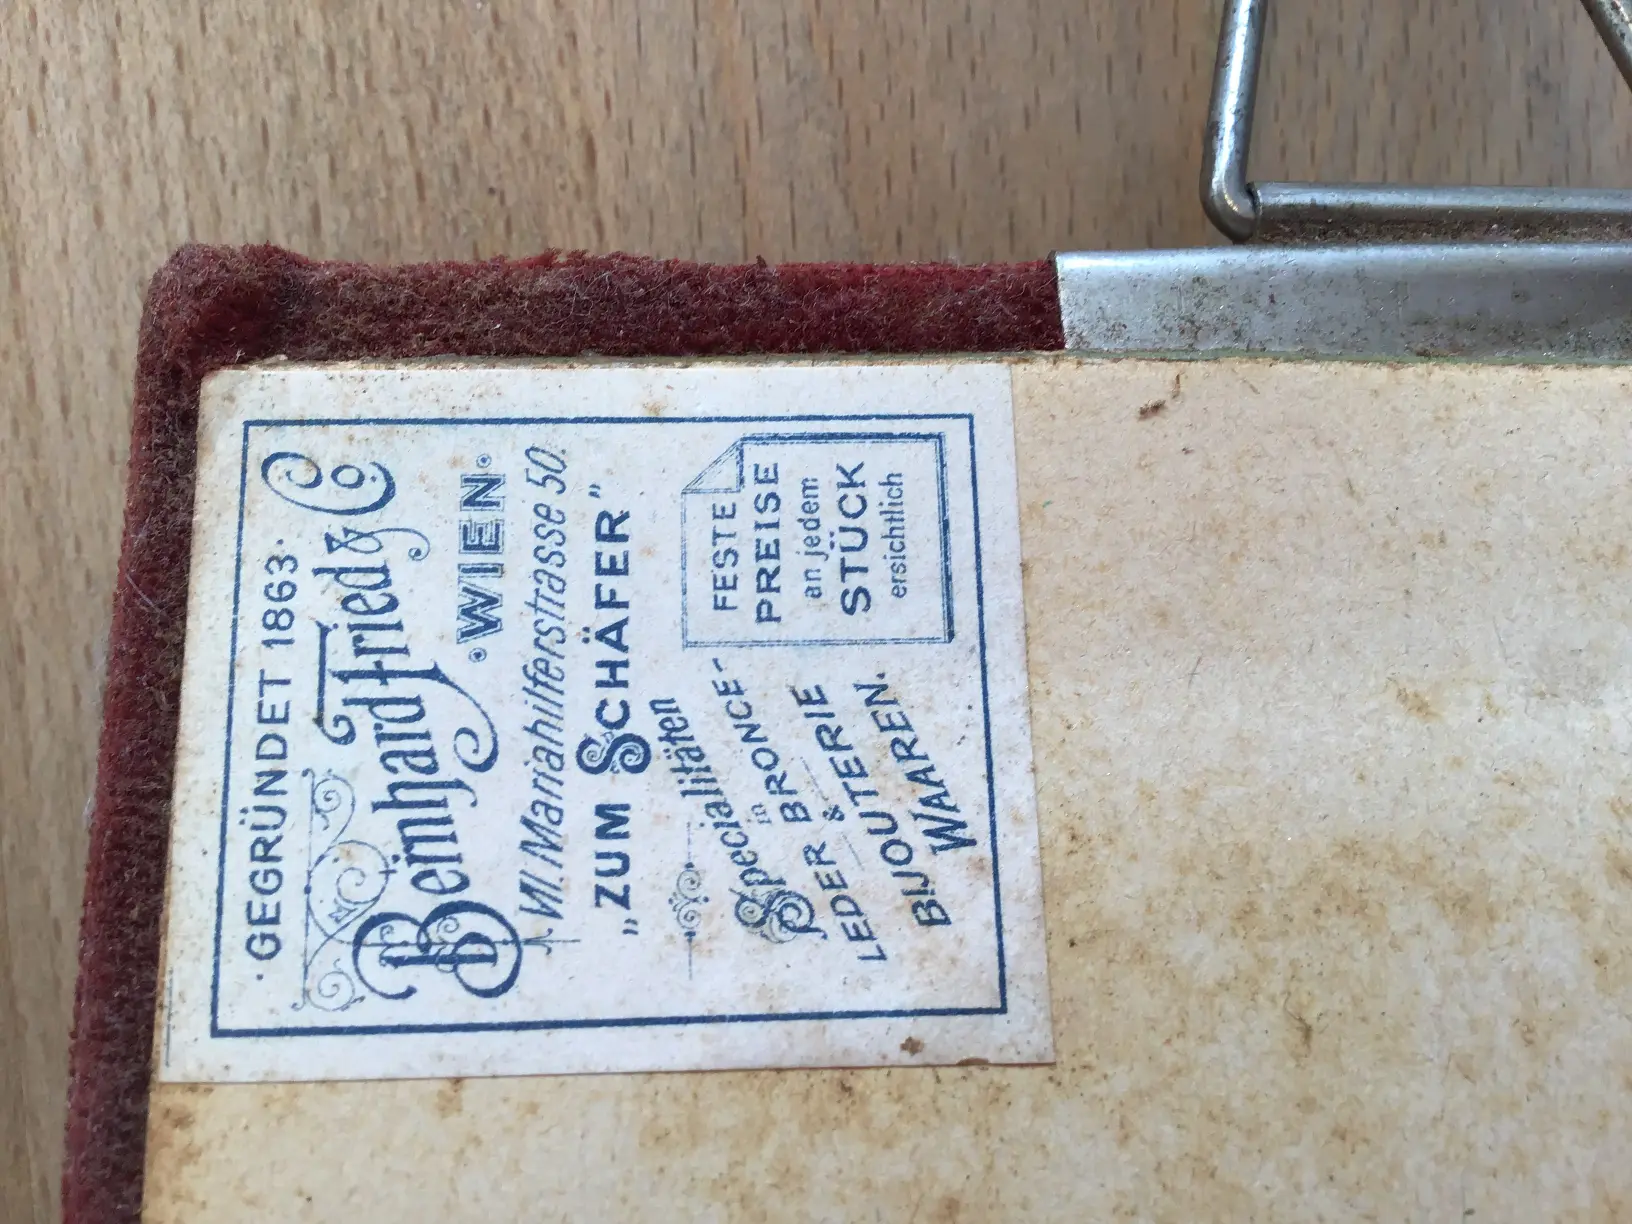 · GEGRÜNDET 1863 ·
Bernhard Fried & Co
· WIEN ·
VII. Mariahilferstrasse 50.
„ZUM SCHÄFER”
Specialitäten
in BRONCE-
LEDER & BIJOUTERIE
WAAREN.
FESTE
PREISE
an jedem
STÜCK
ersichtlich